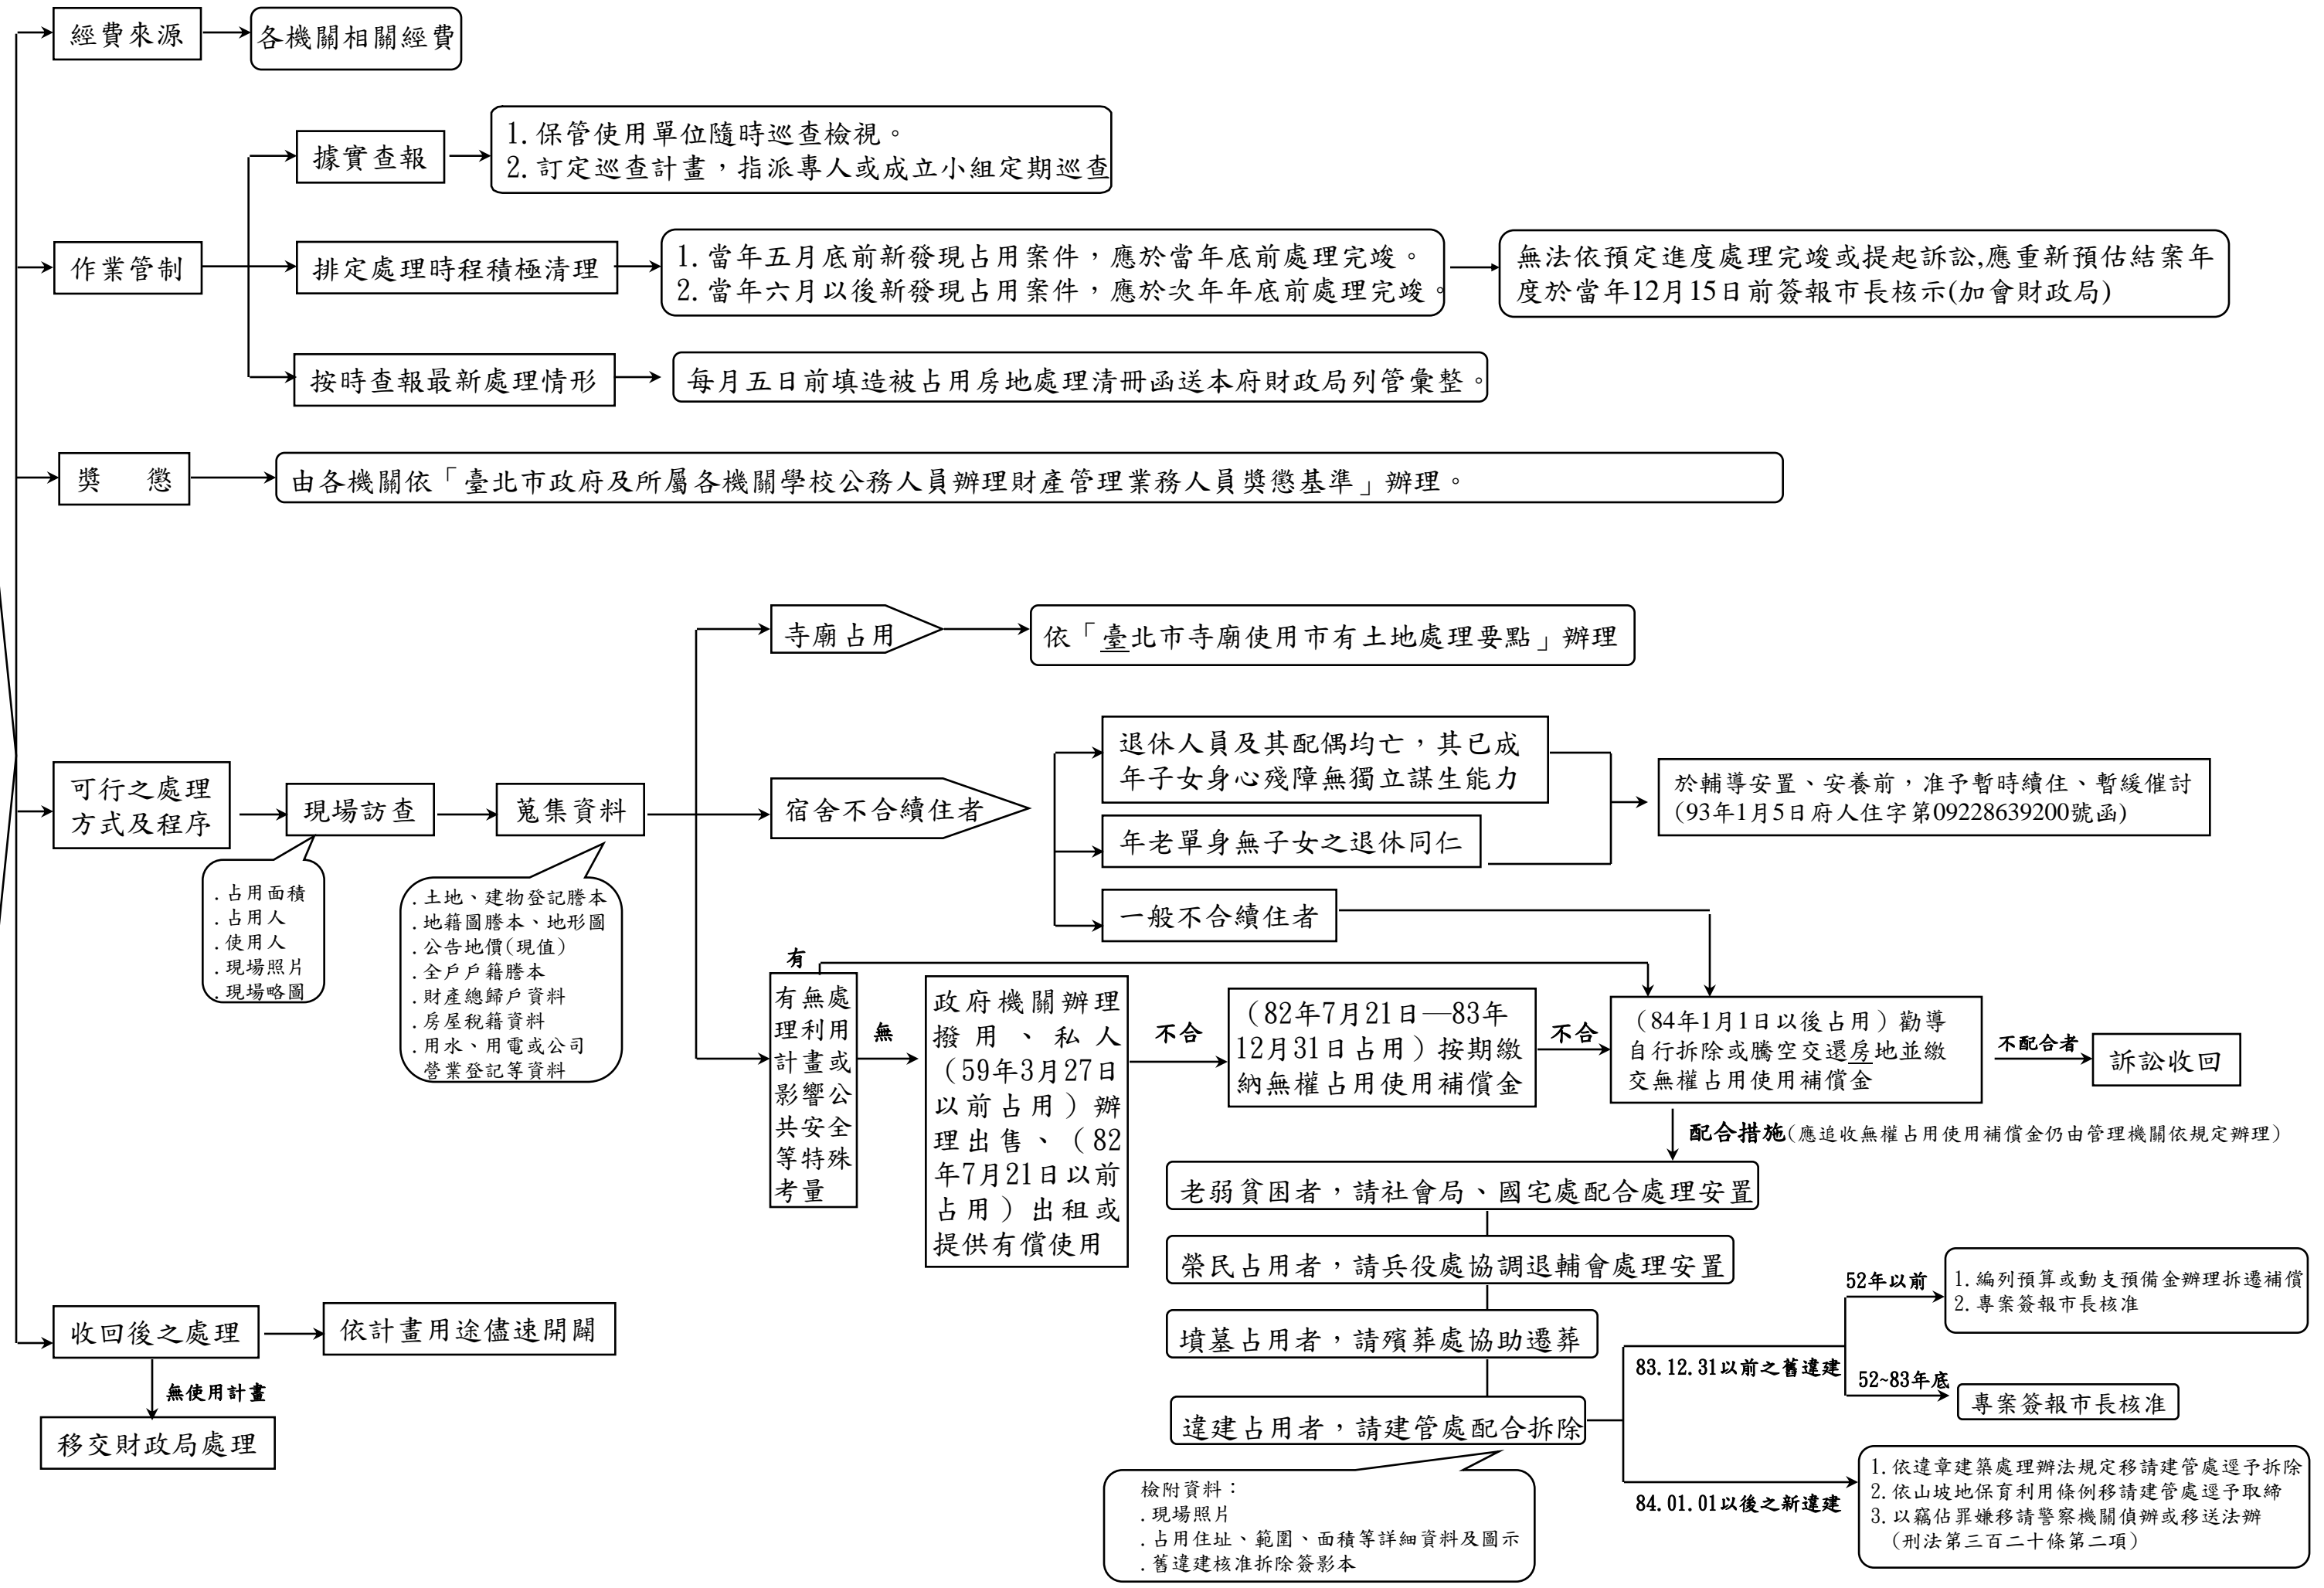 經費來源
各機關相關經費
據實查報
1. 保管使用單位隨時巡查檢視。
2. 訂定巡查計畫，指派專人或成立小組定期巡查
作業管制
排定處理時程積極清理
1. 當年五月底前新發現占用案件，應於當年底前處理完竣。
2. 當年六月以後新發現占用案件，應於次年年底前處理完竣。
無法依預定進度處理完竣或提起訴訟,應重新預估結案年
度於當年12月15日前簽報市長核示(加會財政局)
按時查報最新處理情形
每月五日前填造被占用房地處理清冊函送本府財政局列管彙整。
獎　懲
由各機關依「臺北市政府及所屬各機關學校公務人員辦理財產管理業務人員獎懲基準」辦理。
可行之處理
方式及程序
現場訪查
. 占用面積
. 占用人
. 使用人
. 現場照片
. 現場略圖
蒐集資料
. 土地、建物登記謄本
. 地籍圖謄本、地形圖
. 公告地價(現值)
. 全戶戶籍謄本
. 財產總歸戶資料
. 房屋稅籍資料
. 用水、用電或公司
營業登記等資料
寺廟占用
依「臺北市寺廟使用市有土地處理要點」辦理
宿舍不合續住者
退休人員及其配偶均亡，其已成
年子女身心殘障無獨立謀生能力
年老單身無子女之退休同仁
於輔導安置、安養前，准予暫時續住、暫緩催討
(93年1月5日府人住字第09228639200號函)
一般不合續住者
有
有無處
理利用
計畫或
影響公
共安全
等特殊
考量
無
政府機關辦理
撥用、私人
（59年3月27日
以前占用）辦
理出售、（82
年7月21日以前
占用）出租或
提供有償使用
不合
（82年7月21日—83年
12月31日占用）按期繳
納無權占用使用補償金
不合
（84年1月1日以後占用）勸導
自行拆除或騰空交還房地並繳
交無權占用使用補償金
不配合者
訴訟收回
配合措施(應追收無權占用使用補償金仍由管理機關依規定辦理)
老弱貧困者，請社會局、國宅處配合處理安置
榮民占用者，請兵役處協調退輔會處理安置
墳墓占用者，請殯葬處協助遷葬
違建占用者，請建管處配合拆除
檢附資料：
. 現場照片
. 占用住址、範圍、面積等詳細資料及圖示
. 舊違建核准拆除簽影本
83.12.31以前之舊違建
52年以前
1. 編列預算或動支預備金辦理拆遷補償
2. 專案簽報市長核准
52~83年底
專案簽報市長核准
84.01.01以後之新違建
1. 依違章建築處理辦法規定移請建管處逕予拆除
2. 依山坡地保育利用條例移請建管處逕予取締
3. 以竊佔罪嫌移請警察機關偵辦或移送法辦
（刑法第三百二十條第二項）
收回後之處理
依計畫用途儘速開闢
無使用計畫
移交財政局處理